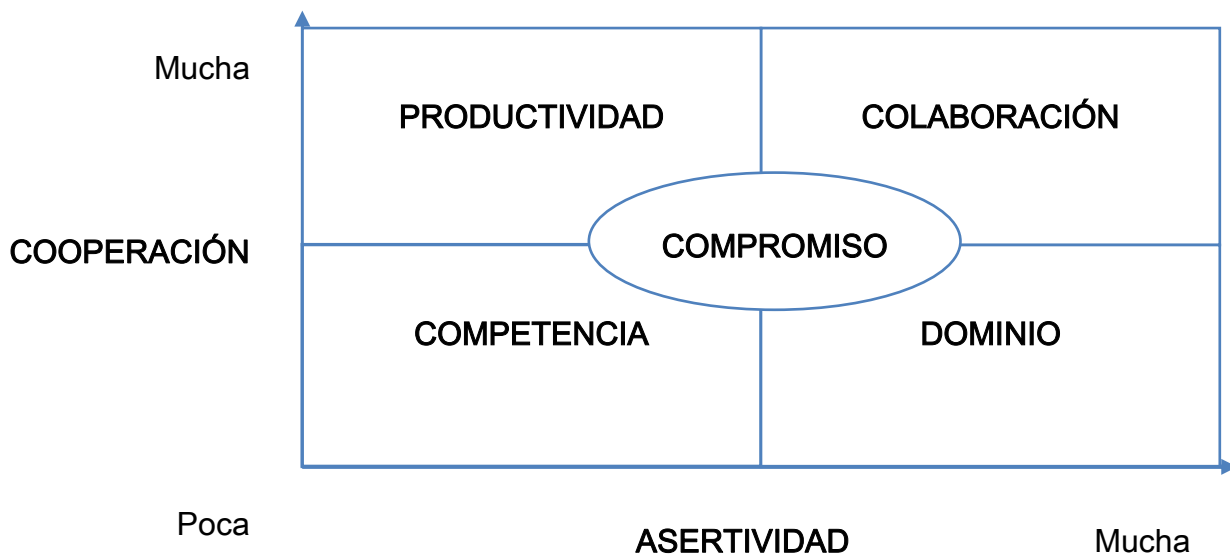 Mucha
PRODUCTIVIDAD
COLABORACIÓN
COOPERACIÓN
COMPROMISO
COMPETENCIA
DOMINIO
Poca
ASERTIVIDAD
Mucha